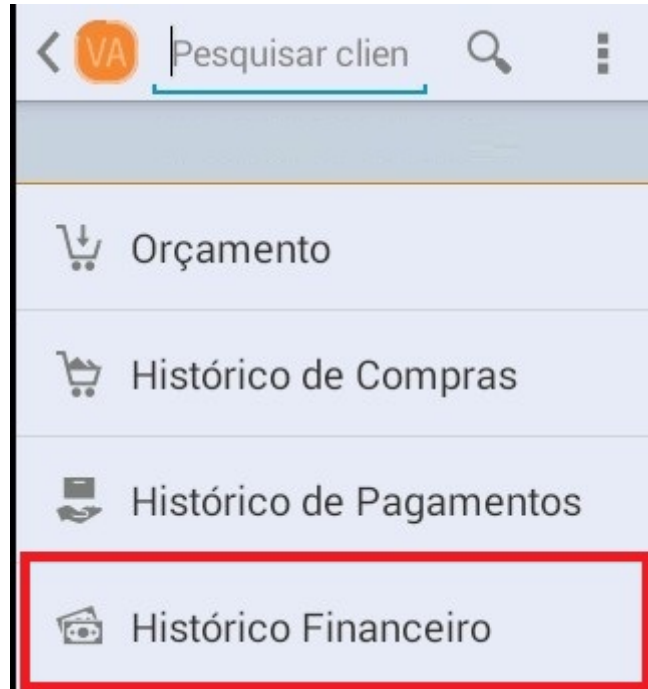 VA Pesquisar clien
Orçamento
Histórico de Compras
Histórico de Pagamentos
Histórico Financeiro